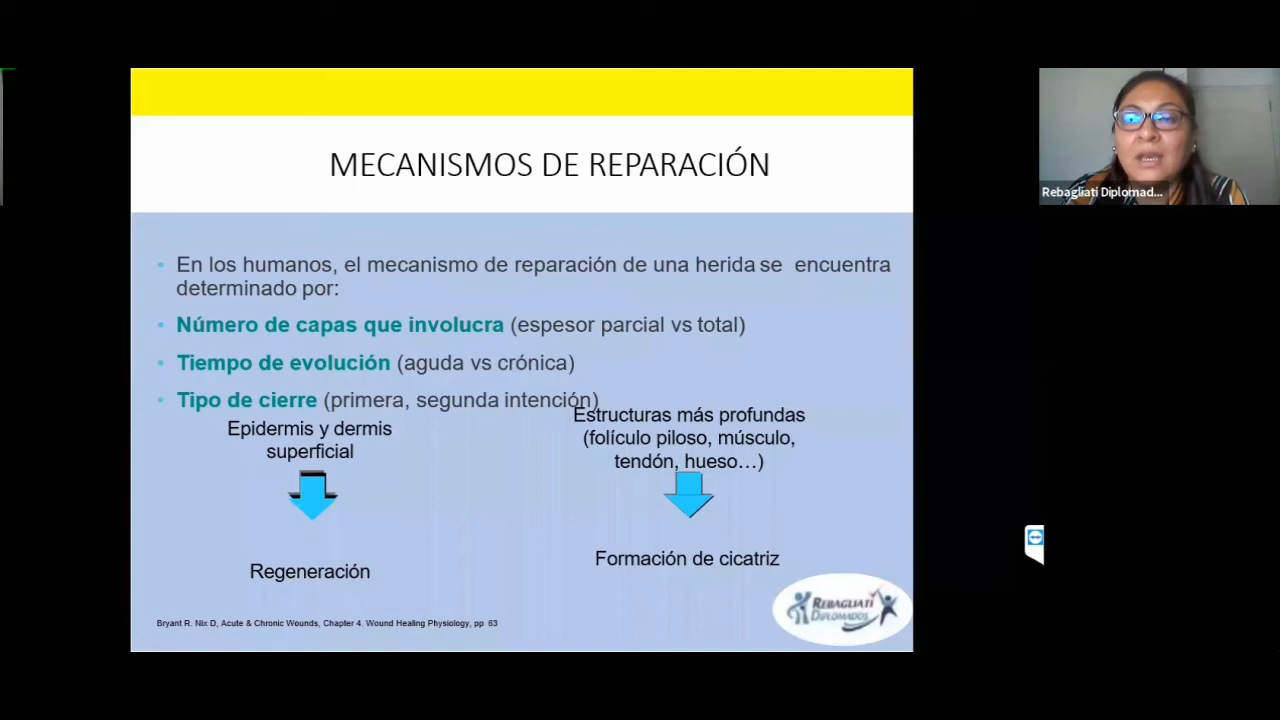 MECANISMOS DE REPARACIÓN
Rebagliati Diplomad...
• En los humanos, el mecanismo de reparación de una herida se encuentra
determinado por:
• Número de capas que involucra (espesor parcial vs total)
• Tiempo de evolución (aguda vs crónica)
• Tipo de cierre (primera, segunda intención)
Epidermis y dermis
superficial
Estructuras más profundas
(folículo piloso, músculo,
tendón, hueso…)
Regeneración
Formación de cicatriz
REBAGLIATI
DIPLOMADOS
Bryant R. Nix D, Acute & Chronic Wounds, Chapter 4. Wound Healing Physiology, pp 63